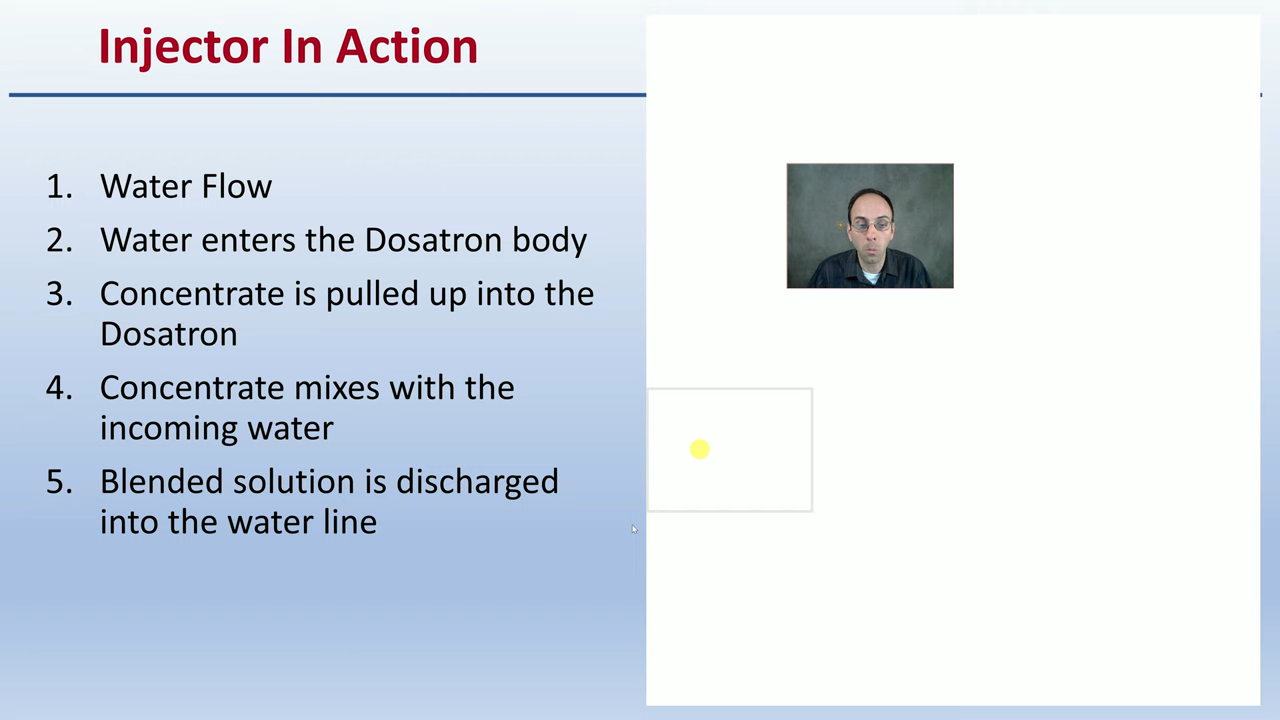 Injector In Action
1. Water Flow
2. Water enters the Dosatron body
3. Concentrate is pulled up into the
Dosatron
4. Concentrate mixes with the
incoming water
5. Blended solution is discharged
into the water line